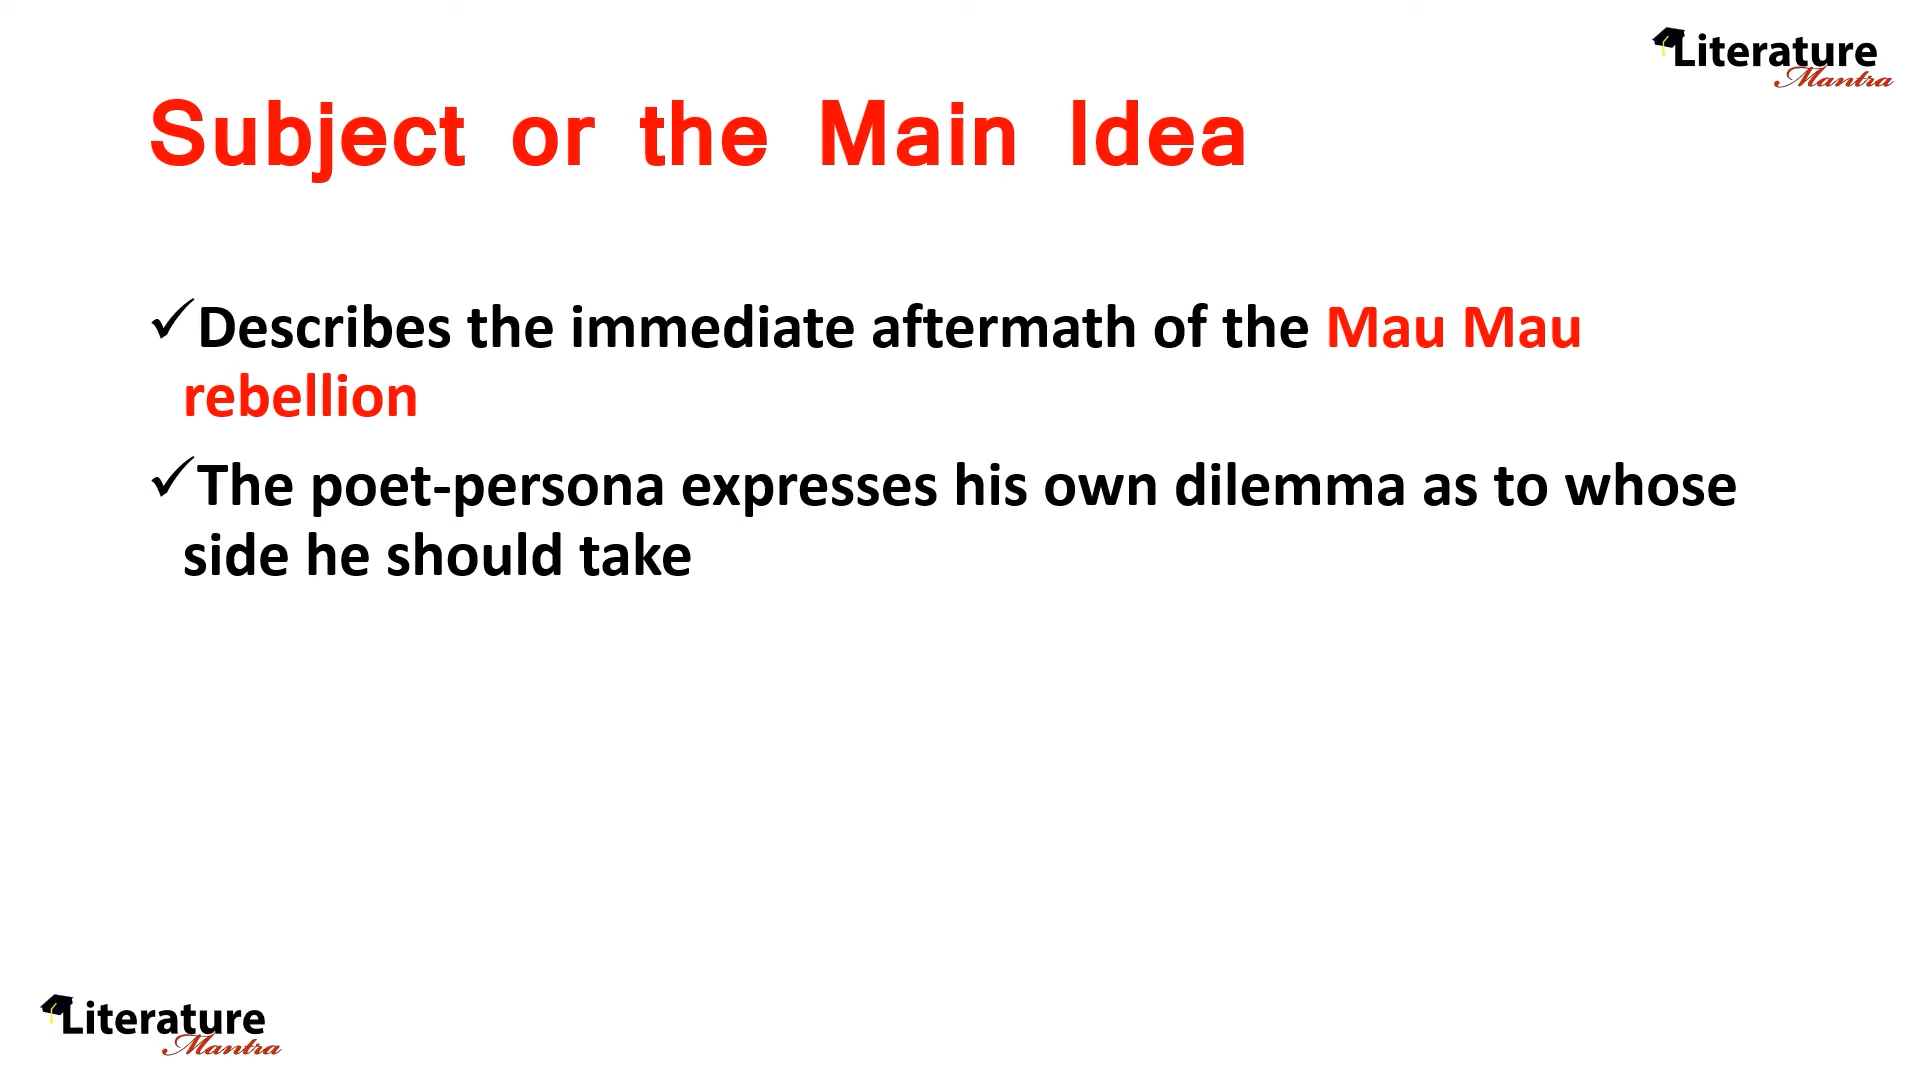 Literature
Mantra
Subject or the Main Idea
✓Describes the immediate aftermath of the Mau Mau
rebellion
✓The poet-persona expresses his own dilemma as to whose
side he should take
Literature
Mantra